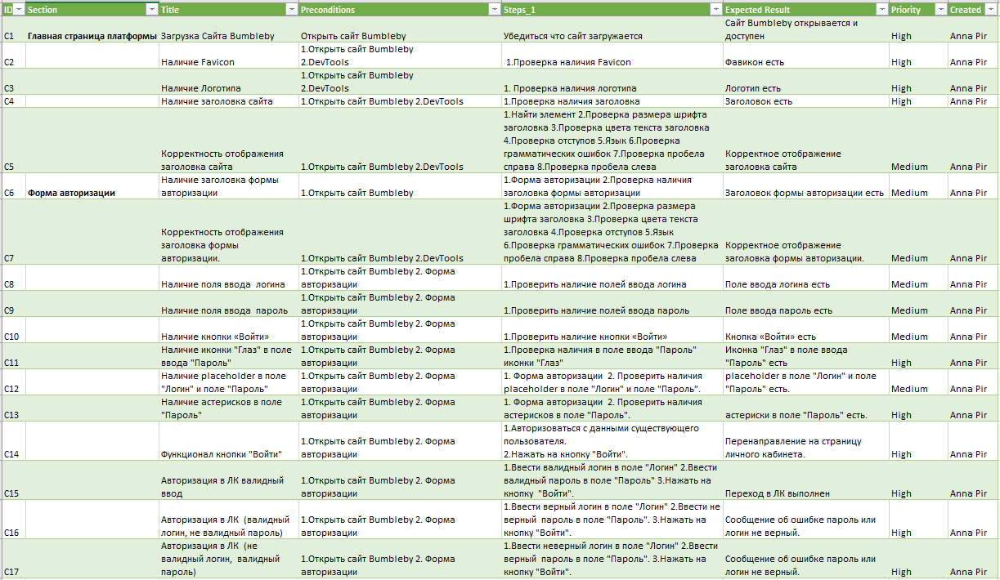 ID Section Title Preconditions Steps_1 Expected Result Priority Created
C1 Главная страница платформы Загрузка Сайта Bumbleby Открыть сайт Bumbleby Убедиться что сайт загружается Сайт Bumbleby открывается и
доступен High Anna Pir
C2 Наличие Favicon 1.Открыть сайт Bumbleby
2.DevTools 1.Проверка наличия Favicon Фавикон есть High Anna Pir
C3 Наличие Логотипа 1.Открыть сайт Bumbleby
2.DevTools 1. Проверка наличия логотипа Логотип есть High Anna Pir
C4 Наличие заголовка сайта 1.Открыть сайт Bumbleby 2.DevTools 1.Проверка наличия заголовка Заголовок есть High Anna Pir
C5 Корректность отображения
заголовка сайта 1.Открыть сайт Bumbleby 2.DevTools 1.Найти элемент 2.Проверка размера шрифта
заголовка 3.Проверка цвета текста заголовка
4.Проверка отступов 5.Язык 6.Проверка
грамматических ошибок 7.Проверка пробела
справа 8.Проверка пробела слева Корректное отображение
заголовка сайта Medium Anna Pir
C6 Форма авторизации Наличие заголовка формы
авторизации 1.Открыть сайт Bumbleby 1.Форма авторизации 2.Проверка наличия
заголовка формы авторизации Заголовок формы авторизации есть Medium Anna Pir
C7 Корректность отображения
заголовка формы
авторизации. 1.Открыть сайт Bumbleby 2.DevTools 1.Форма авторизации 2.Проверка размера
шрифта заголовка 3.Проверка цвета текста
заголовка 4.Проверка отступов 5.Язык
6.Проверка грамматических ошибок 7.Проверка
пробела справа 8.Проверка пробела слева Корректное отображение
заголовка формы авторизации. Medium Anna Pir
C8 Наличие поля ввода логина 1.Открыть сайт Bumbleby 2. Форма
авторизации 1.Проверить наличие полей ввода логина Поле ввода логина есть Medium Anna Pir
C9 Наличие поля ввода пароль 1.Открыть сайт Bumbleby 2. Форма
авторизации 1.Проверить наличие полей ввода пароль Поле ввода пароль есть Medium Anna Pir
C10 Наличие кнопки «Войти» 1.Открыть сайт Bumbleby 2. Форма
авторизации 1.Проверить наличие кнопки «Войти» Кнопка «Войти» есть Medium Anna Pir
C11 Наличие иконки "Глаз" в поле
ввода "Пароль" 1.Открыть сайт Bumbleby 2. Форма
авторизации 1.Проверка наличия в поле ввода "Пароль"
иконки "Глаз" Иконка "Глаз" в поле ввода
"Пароль" есть High Anna Pir
C12 Наличие placeholder в поле
"Логин" и поле "Пароль" 1.Открыть сайт Bumbleby 2. Форма
авторизации 1. Форма авторизации 2. Проверить наличия
placeholder в поле "Логин" и поле "Пароль". placeholder в поле "Логин" и поле
"Пароль" есть. Medium Anna Pir
C13 Наличие астерисков в поле
"Пароль" 1.Открыть сайт Bumbleby 2. Форма
авторизации 1. Форма авторизации 2. Проверить наличия
астерисков в поле "Пароль". астериски в поле "Пароль" есть. High Anna Pir
C14 Функционал кнопки "Войти" 1.Открыть сайт Bumbleby 2. Форма
авторизации 1.Авторизоваться с данными существующего
пользователя.
2.Нажать на кнопку "Войти". Перенаправление на страницу
личного кабинета. High Anna Pir
C15 Авторизация в ЛК валидный
ввод 1.Открыть сайт Bumbleby 2. Форма
авторизации 1.Ввести валидный логин в поле "Логин" 2.Ввести
валидный пароль в поле "Пароль" 3.Нажать на
кнопку "Войти". Переход в ЛК выполнен High Anna Pir
C16 Авторизация в ЛК (валидный
логин, не валидный пароль) 1.Открыть сайт Bumbleby 2. Форма
авторизации 1.Ввести верный логин в поле "Логин" 2.Ввести не
верный пароль в поле "Пароль". 3.Нажать на
кнопку "Войти". Сообщение об ошибке пароль или
логин не верный. High Anna Pir
C17 Авторизация в ЛК (не
валидный логин, валидный
пароль) 1.Открыть сайт Bumbleby 2. Форма
авторизации 1.Ввести неверный логин в поле "Логин" 2.Ввести
верный пароль в поле "Пароль". 3.Нажать на
кнопку "Войти". Сообщение об ошибке пароль или
логин не верный. High Anna Pir